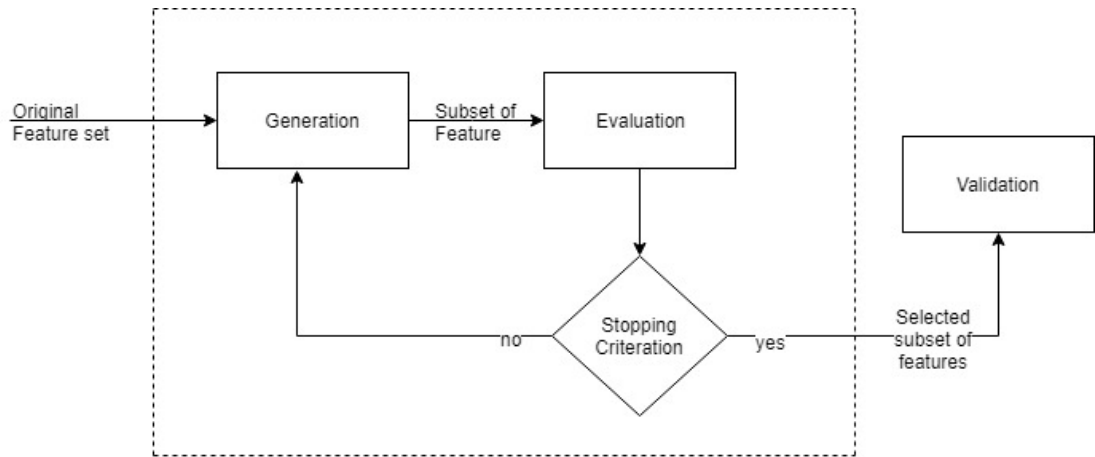 Original
Feature set
Generation
Subset of
Feature
Evaluation
Validation
Stopping
Criteration
no
yes
Selected
subset of
features